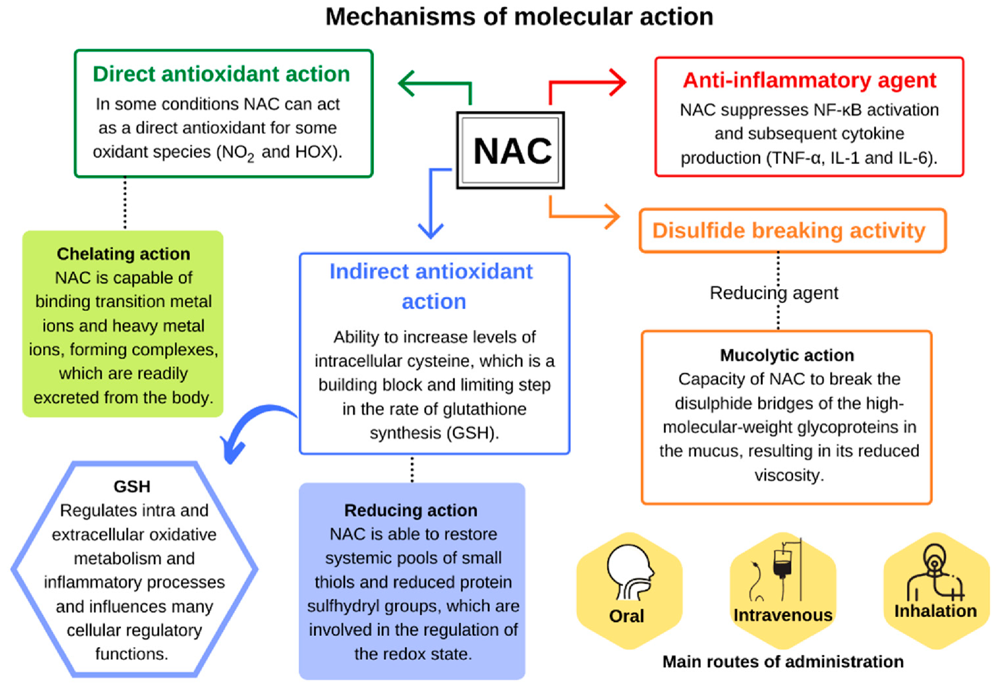 Mechanisms of molecular action
Direct antioxidant action
In some conditions NAC can act
as a direct antioxidant for some
oxidant species (NO₂ and HOX).
NAC
Anti-inflammatory agent
NAC suppresses NF-κB activation
and subsequent cytokine
production (TNF-α, IL-1 and IL-6).
Chelating action
NAC is capable of
binding transition metal
ions and heavy metal
ions, forming complexes,
which are readily
excreted from the body.
Indirect antioxidant
action
Ability to increase levels of
intracellular cysteine, which is a
building block and limiting step
in the rate of glutathione
synthesis (GSH).
Disulfide breaking activity
Reducing agent
Mucolytic action
Capacity of NAC to break the
disulphide bridges of the high-
molecular-weight glycoproteins in
the mucus, resulting in its reduced
viscosity.
GSH
Regulates intra and
extracellular oxidative
metabolism and
inflammatory processes
and influences many
cellular regulatory
functions.
Reducing action
NAC is able to restore
systemic pools of small
thiols and reduced protein
sulfhydryl groups, which are
involved in the regulation of
the redox state.
Oral
Intravenous
Inhalation
Main routes of administration